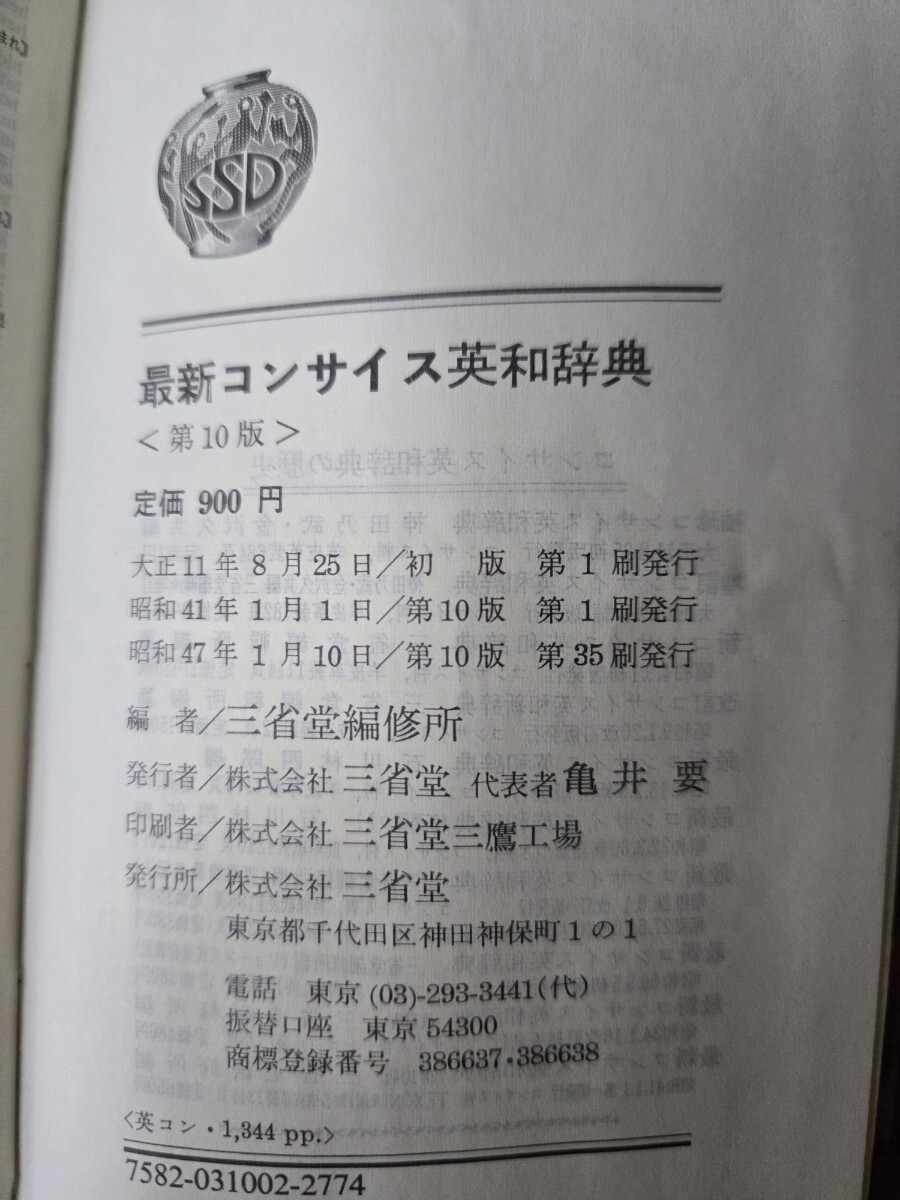 SSD
最新コンサイス英和辞典
<第10版>
定価 900 円
大正11年 8 月 25日/初 版 第 1 刷発行
昭和41年 1 月 1 日/第10版 第 1 刷発行
昭和47年 1 月 10日/第10版 第35刷発行
編 者/三省堂編修所
発行者/株式会社 三省堂 代表者 亀井 要
印刷者/株式会社 三省堂三鷹工場
発行所/株式会社 三省堂
東京都千代田区神田神保町1の1
電話 東京 (03)-293-3441(代)
振替口座 東京 54300
商標登録番号 386637・386638
〈英コン・1,344 pp.〉
7582-031002-2774